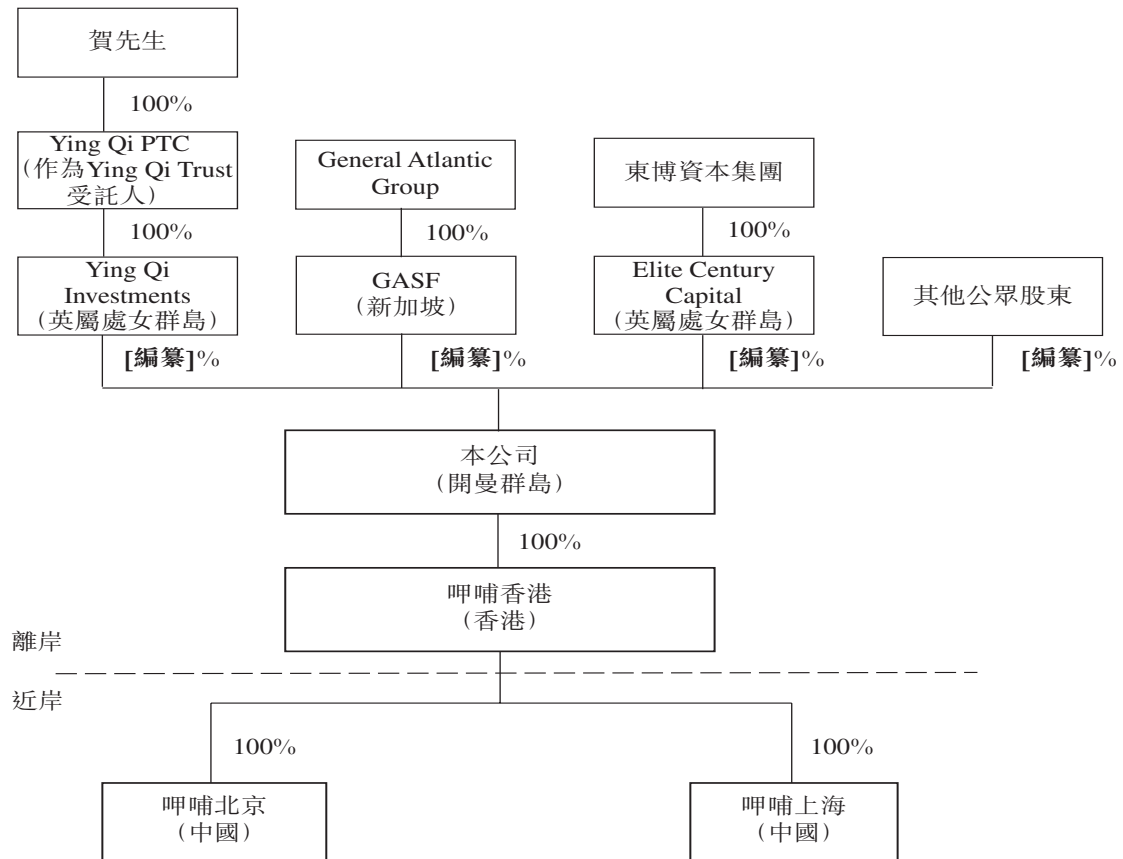 賀先生
100%
Ying Qi PTC
(作為Ying Qi Trust
受託人)
General Atlantic
Group
東博資本集團
100%
100%
100%
Ying Qi
Investments
(英屬處女群島)
GASF
(新加坡)
Elite Century
Capital
(英屬處女群島)
其他公眾股東
[編纂]%
[編纂]%
[編纂]%
[編纂]%
本公司
(開曼群島)
100%
呷哺香港
(香港)
離岸
近岸
100%
100%
呷哺北京
(中國)
呷哺上海
(中國)